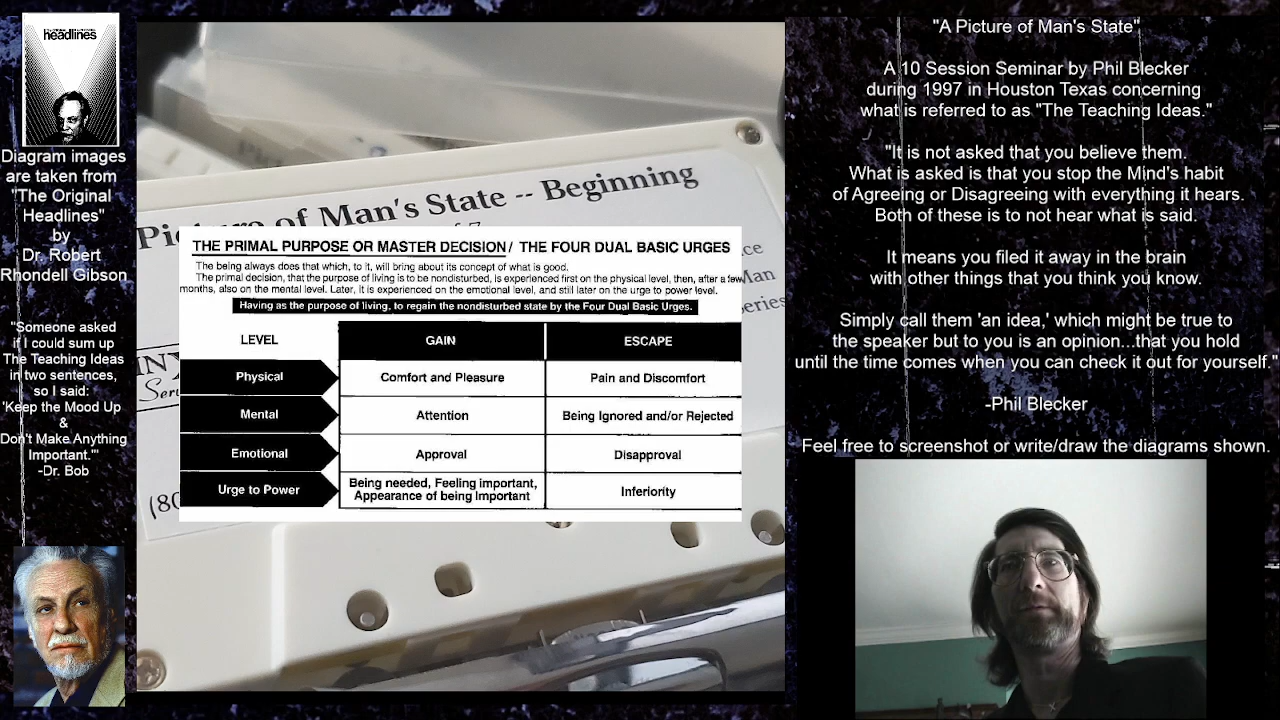 headlines
Diagram images
are taken from
"The Original
Headlines"
by
Dr. Robert
Rhondell Gibson
"Someone asked
if I could sum up
The Teaching Ideas
in two sentences,
so I said:
'Keep the Mood Up
&
Don't Make Anything
Important.'"
-Dr. Bob
Picture of Man's State -- Beginning
ce
Man
eries
(80
THE PRIMAL PURPOSE OR MASTER DECISION / THE FOUR DUAL BASIC URGES
The being always does that which, to it, will bring about its concept of what is good.
The primal decision, that the purpose of living is to be nondisturbed, is experienced first on the physical level, then, after a few
months, also on the mental level. Later, it is experienced on the emotional level, and still later on the urge to power level.
Having as the purpose of living, to regain the nondisturbed state by the Four Dual Basic Urges.
LEVEL GAIN ESCAPE
Physical Comfort and Pleasure Pain and Discomfort
Mental Attention Being Ignored and/or Rejected
Emotional Approval Disapproval
Urge to Power Being needed, Feeling important, Inferiority
Appearance of being Important
"A Picture of Man's State"
A 10 Session Seminar by Phil Blecker
during 1997 in Houston Texas concerning
what is referred to as "The Teaching Ideas."
"It is not asked that you believe them.
What is asked is that you stop the Mind's habit
of Agreeing or Disagreeing with everything it hears.
Both of these is to not hear what is said.
It means you filed it away in the brain
with other things that you think you know.
Simply call them 'an idea,' which might be true to
the speaker but to you is an opinion...that you hold
until the time comes when you can check it out for yourself."
-Phil Blecker
Feel free to screenshot or write/draw the diagrams shown.